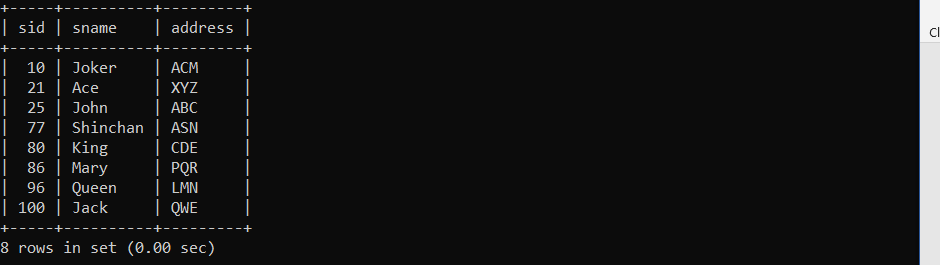 +-----+----------+---------+
| sid | sname    | address |
+-----+----------+---------+
|  10 | Joker    | ACM     |
|  21 | Ace      | XYZ     |
|  25 | John     | ABC     |
|  77 | Shinchan | ASN     |
|  80 | King     | CDE     |
|  86 | Mary     | PQR     |
|  96 | Queen    | LMN     |
| 100 | Jack     | QWE     |
+-----+----------+---------+
8 rows in set (0.00 sec)
Cl